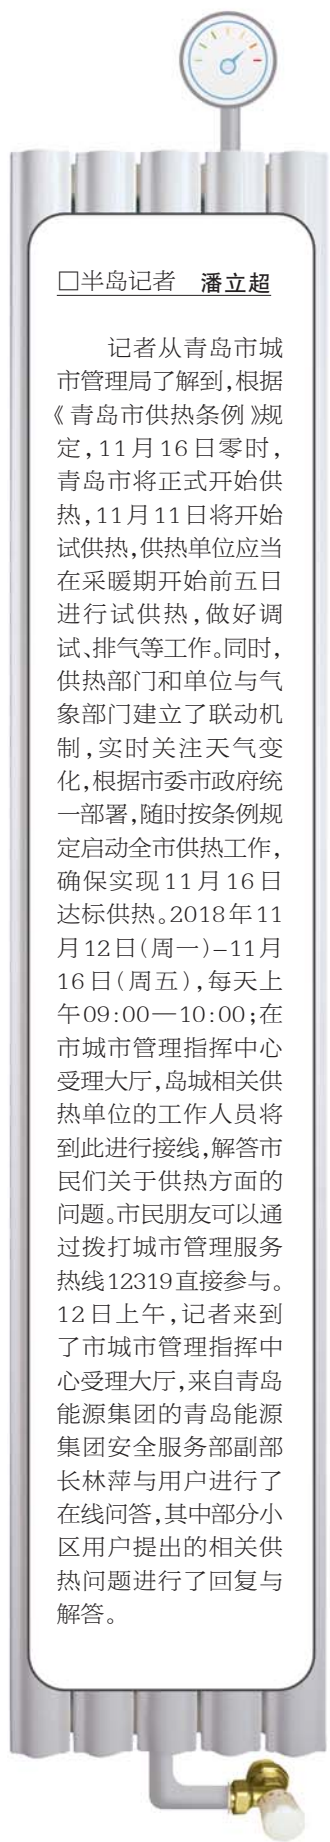 □半岛记者 潘立超
记者从青岛市城
市管理局了解到,根据
《青岛市供热条例》规
定,11月16日零时,
青岛市将正式开始供
热,11月11日将开始
试供热,供热单位应当
在采暖期开始前五日
进行试供热,做好调
试、排气等工作。同时,
供热部门和单位与气
象部门建立了联动机
制,实时关注天气变
化,根据市委市政府统
一部署,随时按条例规
定启动全市供热工作,
确保实现11月16日
达标供热。2018年11
月12日(周一)–11月
16日(周五),每天上
午09:00—10:00;在
市城市管理指挥中心
受理大厅,岛城相关供
热单位的工作人员将
到此进行接线,解答市
民们关于供热方面的
问题。市民朋友可以通
过拨打城市管理服务
热线12319直接参与。
12日上午,记者来到
了市城市管理指挥中
心受理大厅,来自青岛
能源集团的青岛能源
集团安全服务部副部
长林萍与用户进行了
在线问答,其中部分小
区用户提出的相关供
热问题进行了回复与
解答。